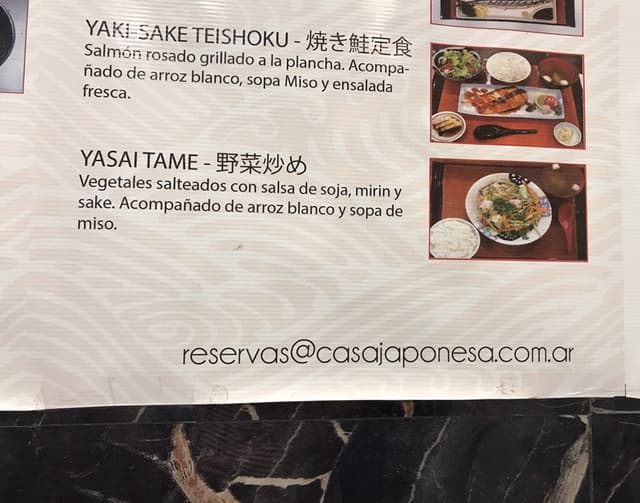 YAKI-SAKE TEISHOKU - 焼き鮭定食
Salmón rosado grillado a la plancha. Acompa-
ñado de arroz blanco, sopa Miso y ensalada
fresca.
YASAI TAME - 野菜炒め
Vegetales salteados con salsa de soja, mirin y
sake. Acompañado de arroz blanco y sopa de
miso.
reservas@casajaponesa.com.ar